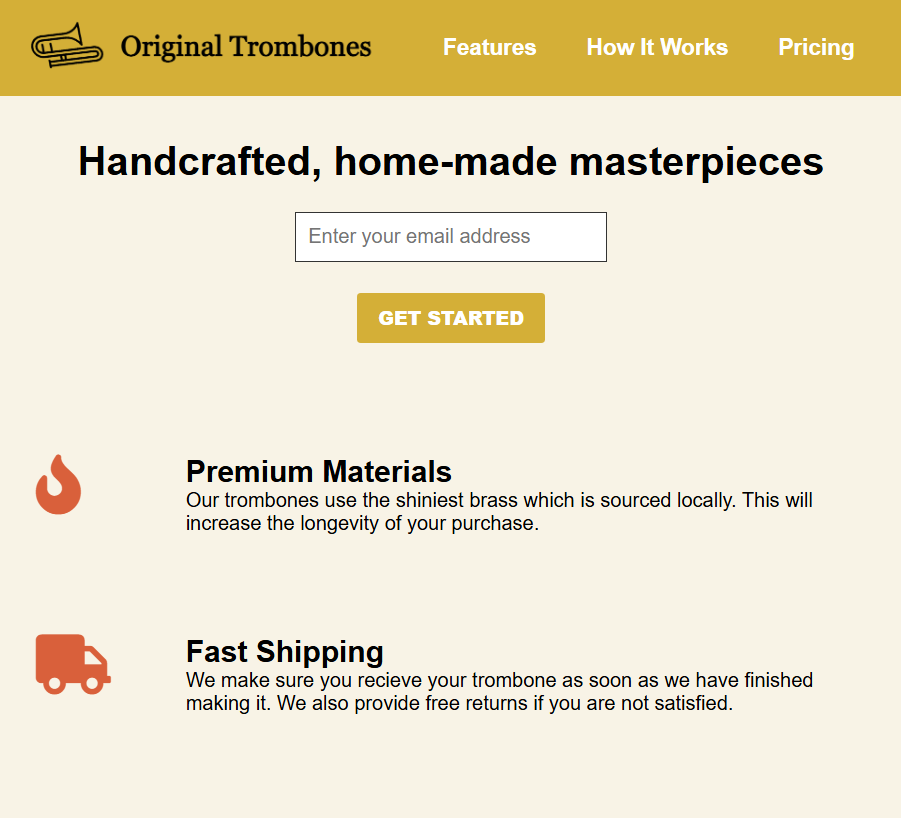 Original Trombones
Features
How It Works
Pricing
Handcrafted, home-made masterpieces
Enter your email address
GET STARTED
Premium Materials
Our trombones use the shiniest brass which is sourced locally. This will
increase the longevity of your purchase.
Fast Shipping
We make sure you recieve your trombone as soon as we have finished
making it. We also provide free returns if you are not satisfied.